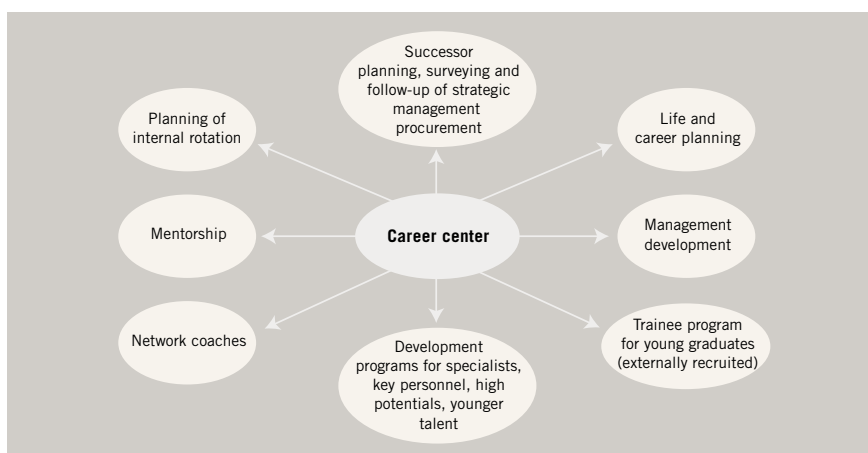 Successor
planning, surveying and
follow-up of strategic
management
procurement
Planning of
internal rotation
Life and
career planning
Mentorship
Career center
Management
development
Network coaches
Development
programs for specialists,
key personnel, high
potentials, younger
talent
Trainee program
for young graduates
(externally recruited)